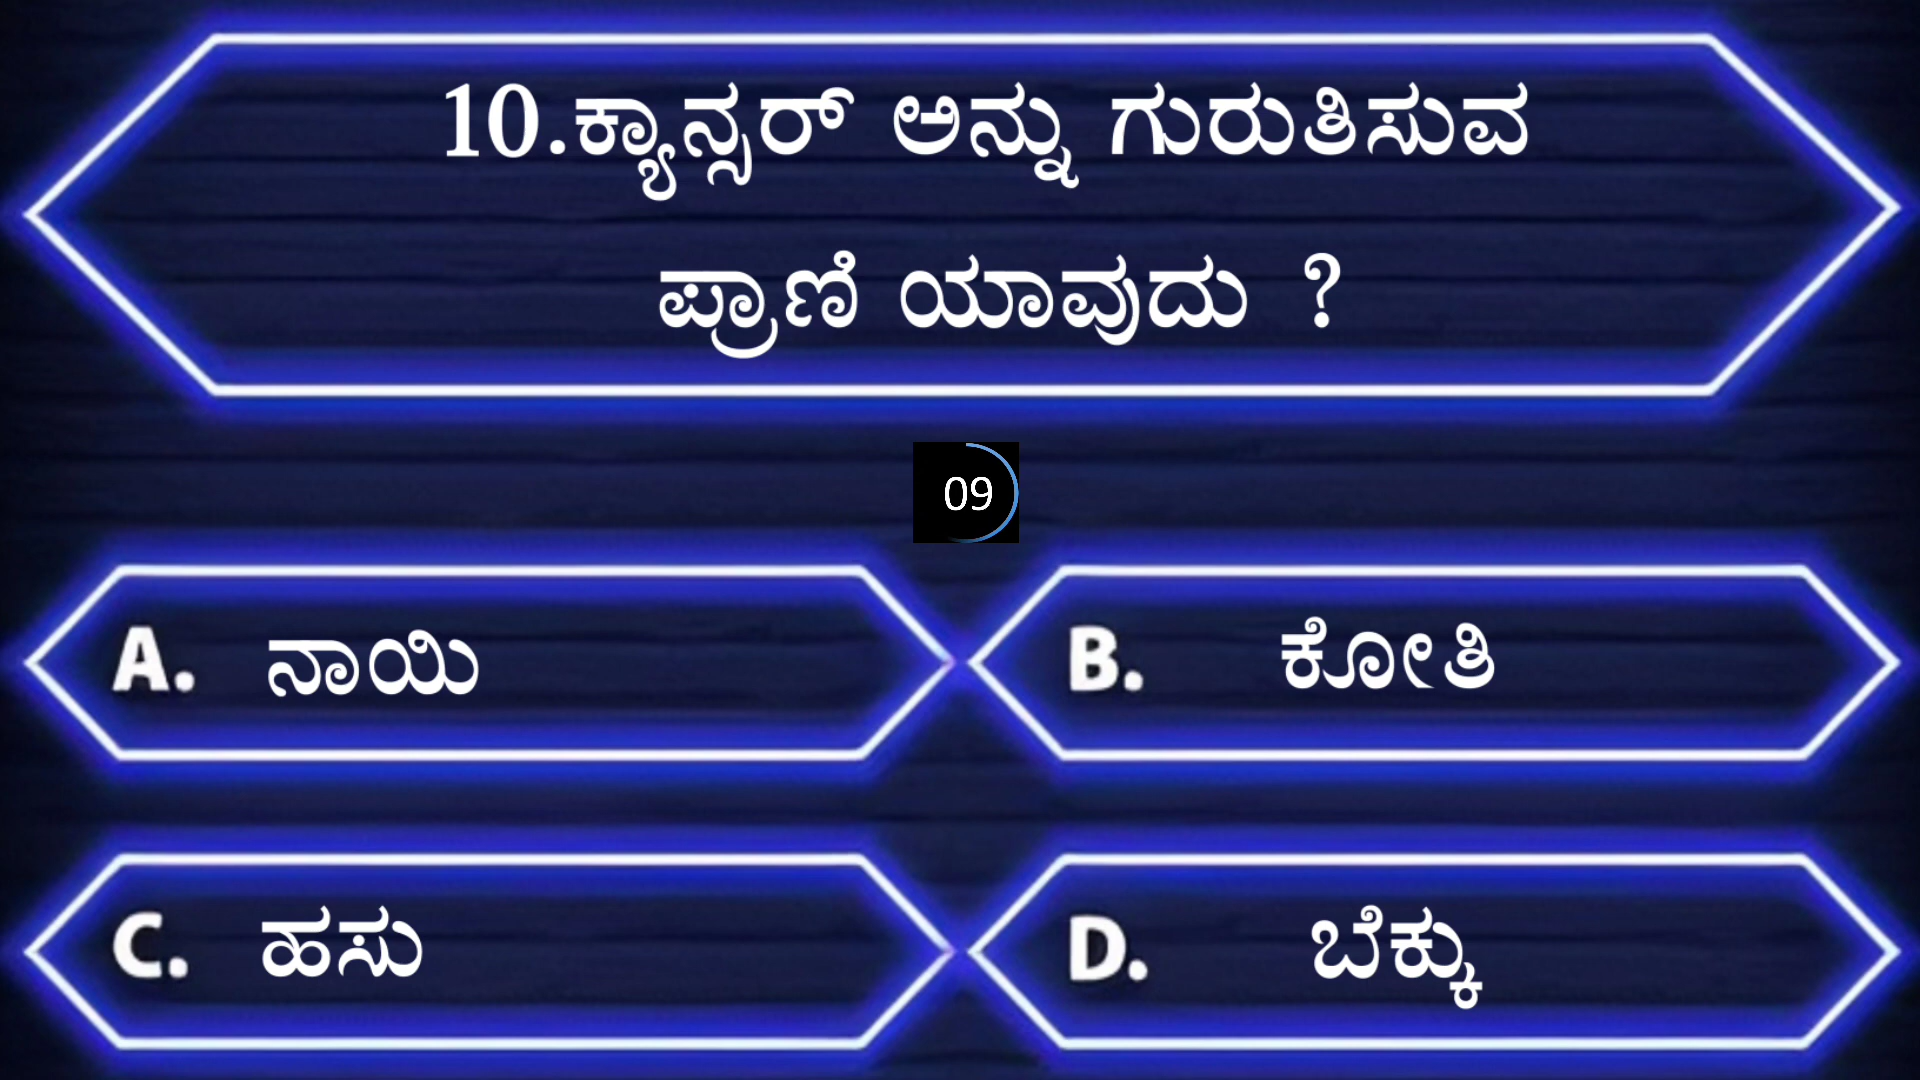 10.ಕ್ಯಾನ್ಸರ್ ಅನ್ನು ಗುರುತಿಸುವ
ಪ್ರಾಣಿ ಯಾವುದು ?
09
A. ನಾಯಿ
B. ಕೋತಿ
C. ಹಸು
D. ಬೆಕ್ಕು